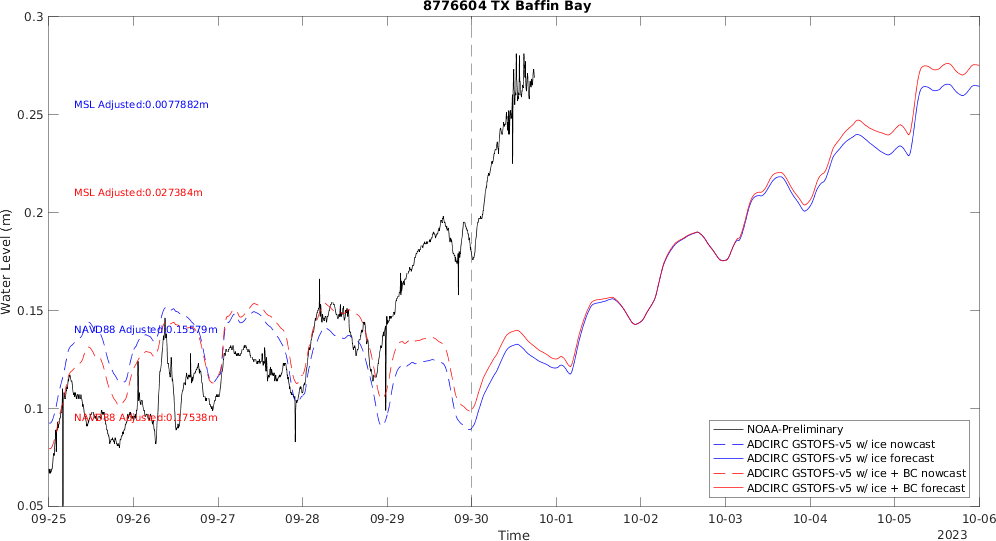 8776604 TX Baffin Bay
0.3
MSL Adjusted:0.0077882m
0.25
MSL Adjusted:0.027384m
0.2
Water Level (m)
0.15
NAVD88 Adjusted:0.15579m
0.1
NAVD88 Adjusted:0.17538m
NOAA-Preliminary
ADCIRC GSTOFS-v5 w/ ice nowcast
ADCIRC GSTOFS-v5 w/ ice forecast
ADCIRC GSTOFS-v5 w/ ice + BC nowcast
ADCIRC GSTOFS-v5 w/ ice + BC forecast
0.05
09-25 09-26 09-27 09-28 09-29 09-30 10-01 10-02 10-03 10-04 10-05 10-06
Time
2023